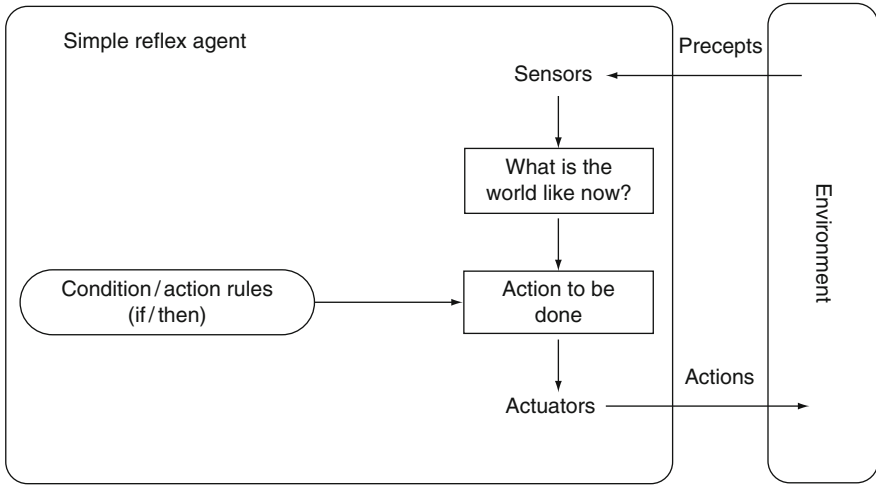 Simple reflex agent
Precepts
Sensors
What is the
world like now?
Environment
Condition/action rules
(if/then)
Action to be
done
Actions
Actuators